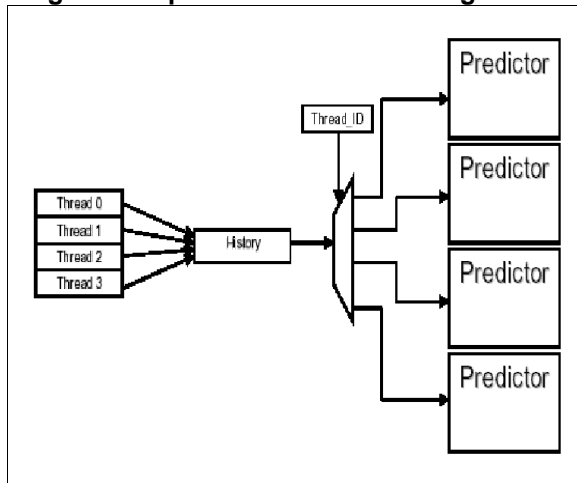 Thread_ID
Thread 0
Thread 1
Thread 2
Thread 3
History
Predictor
Predictor
Predictor
Predictor